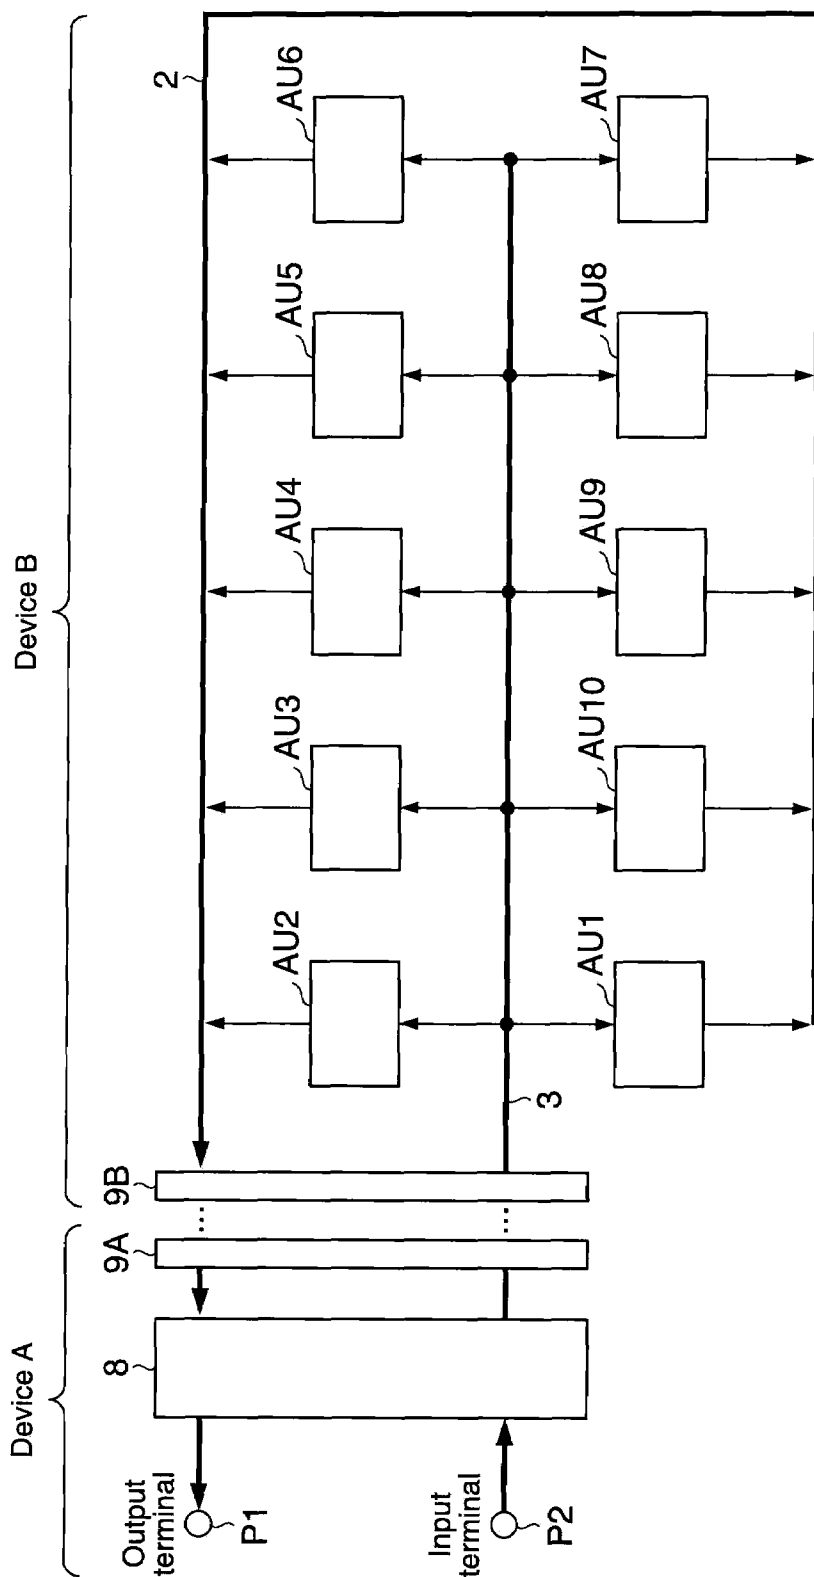 Device A
Device B
Output
terminal
P1
Input
terminal
P2
8
9A
9B
2
3
AU2
AU3
AU4
AU5
AU6
AU1
AU10
AU9
AU8
AU7